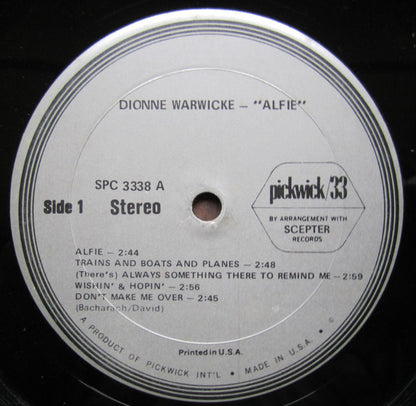 DIONNE WARWICKE — "ALFIE"
SPC 3338 A
Side 1 Stereo
pickwick/33
BY ARRANGEMENT WITH
SCEPTER
RECORDS
ALFIE — 2:44
TRAINS AND BOATS AND PLANES — 2:48
(There's) ALWAYS SOMETHING THERE TO REMIND ME—2:59
WISHIN' & HOPIN' — 2:56
DON'T MAKE ME OVER — 2:45
(Bacharach/David)
Printed in U.S.A.
A PRODUCT OF PICKWICK INT'L • MADE IN U.S.A. • ©